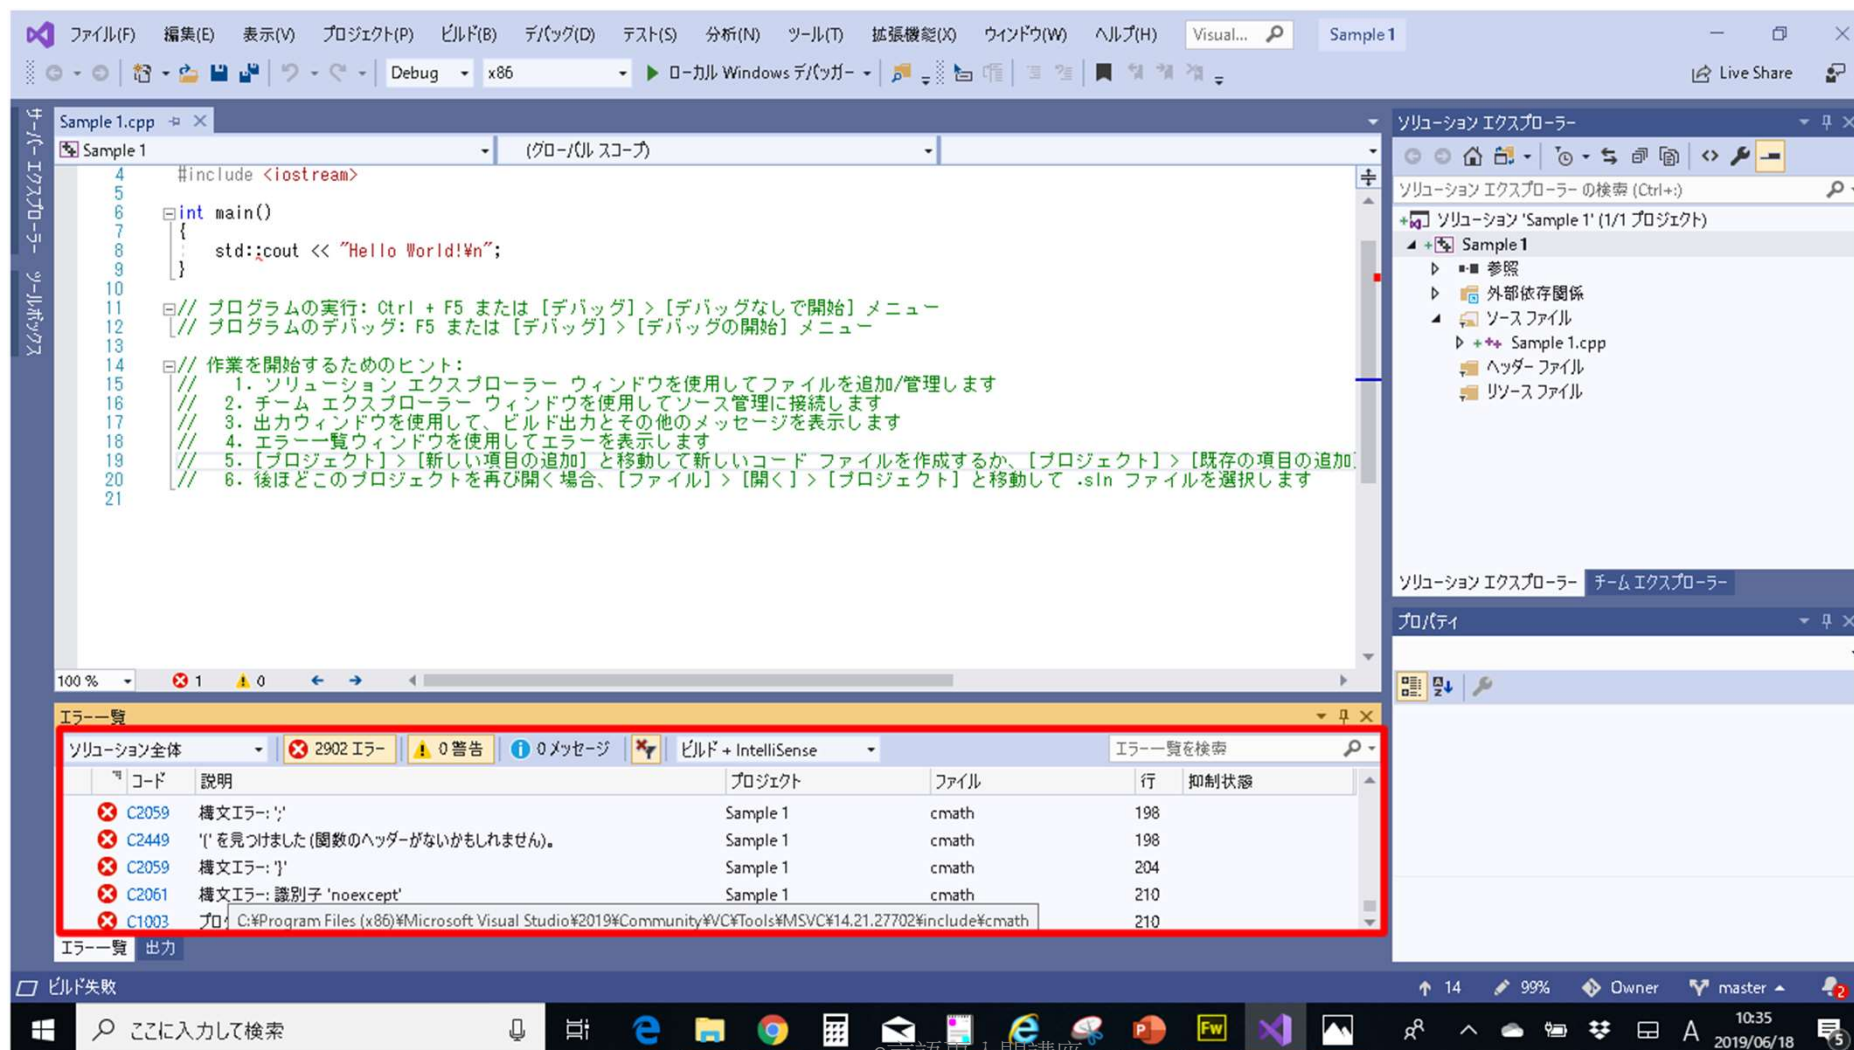 ファイル(F) 編集(E) 表示(V) プロジェクト(P) ビルド(B) デバッグ(D) テスト(S) 分析(N) ツール(T) 拡張機能(X) ウィンドウ(W) ヘルプ(H) Visual... Sample 1
Debug x86 ローカル Windows デバッガー Live Share
サーバー エクスプローラー
ツールボックス
Sample 1.cpp
Sample 1 (グローバル スコープ)
4 #include <iostream>
5
6 int main()
7 {
8 std::cout << "Hello World!¥n";
9 }
10
11 // プログラムの実行: Ctrl + F5 または [デバッグ] > [デバッグなしで開始] メニュー
12 // プログラムのデバッグ: F5 または [デバッグ] > [デバッグの開始] メニュー
13
14 // 作業を開始するためのヒント:
15 // 1. ソリューション エクスプローラー ウィンドウを使用してファイルを追加/管理します
16 // 2. チーム エクスプローラー ウィンドウを使用してソース管理に接続します
17 // 3. 出力ウィンドウを使用して、ビルド出力とその他のメッセージを表示します
18 // 4. エラー一覧ウィンドウを使用してエラーを表示します
19 // 5. [プロジェクト] > [新しい項目の追加] と移動して新しいコード ファイルを作成するか、[プロジェクト] > [既存の項目の追加]
20 // 6. 後ほどこのプロジェクトを再び開く場合、[ファイル] > [開く] > [プロジェクト] と移動して .sln ファイルを選択します
21
100 % 1 0
ソリューション エクスプローラー
ソリューション エクスプローラー の検索 (Ctrl+:)
ソリューション 'Sample 1' (1/1 プロジェクト)
Sample 1
参照
外部依存関係
ソース ファイル
Sample 1.cpp
ヘッダー ファイル
リソース ファイル
ソリューション エクスプローラー チーム エクスプローラー
プロパティ
エラー一覧
ソリューション全体 2902 エラー 0 警告 0 メッセージ ビルド + IntelliSense エラー一覧を検索
コード 説明 プロジェクト ファイル 行 抑制状態
C2059 構文エラー: ';' Sample 1 cmath 198
C2449 '{' を見つけました (関数のヘッダーがないかもしれません)。 Sample 1 cmath 198
C2059 構文エラー: '}' Sample 1 cmath 204
C2061 構文エラー: 識別子 'noexcept' Sample 1 cmath 210
C1003 プログ C:¥Program Files (x86)¥Microsoft Visual Studio¥2019¥Community¥VC¥Tools¥MSVC¥14.21.27702¥include¥cmath 210
エラー一覧 出力
ビルド失敗 14 99% Owner master 2
ここに入力して検索 Fw A 10:35
2019/06/18 5